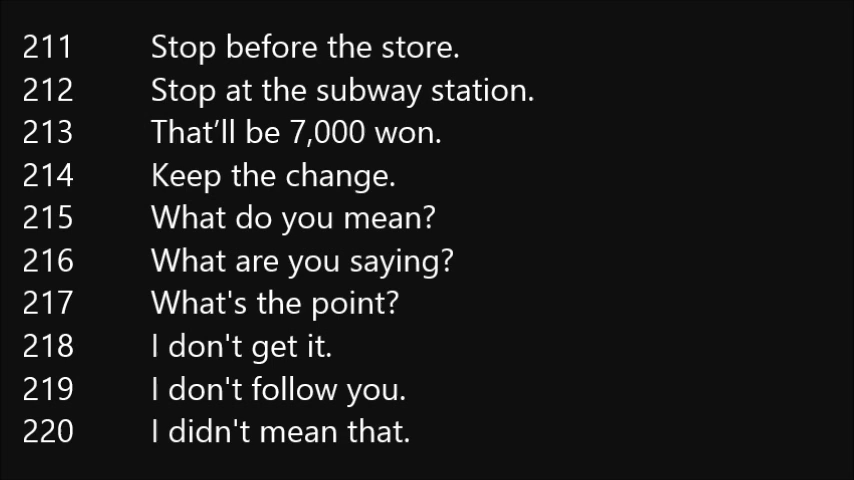 211 Stop before the store.
212 Stop at the subway station.
213 That’ll be 7,000 won.
214 Keep the change.
215 What do you mean?
216 What are you saying?
217 What's the point?
218 I don't get it.
219 I don't follow you.
220 I didn't mean that.